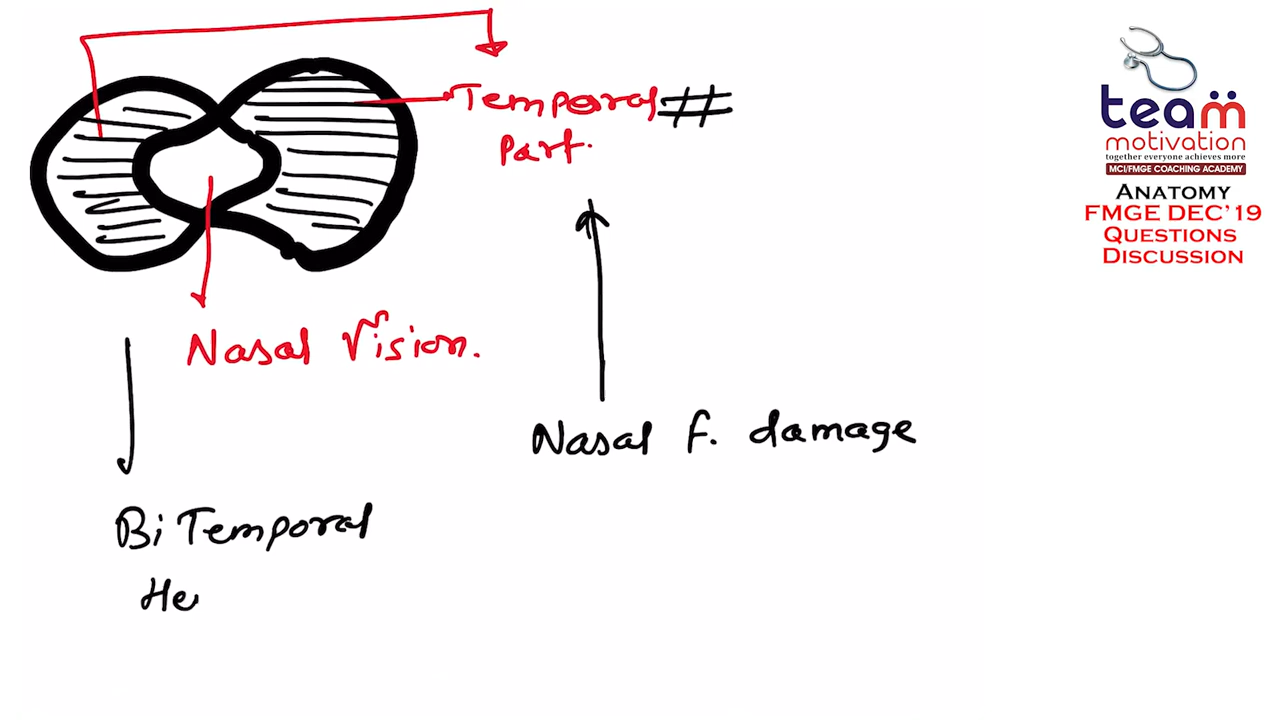 Temporal #
Part.
Nasal Vision.
Nasal F. damage
Bi Temporal
He
team
motivation
together everyone achieves more
MCI/FMGE COACHING ACADEMY
ANATOMY
FMGE DEC'19
QUESTIONS
DISCUSSION